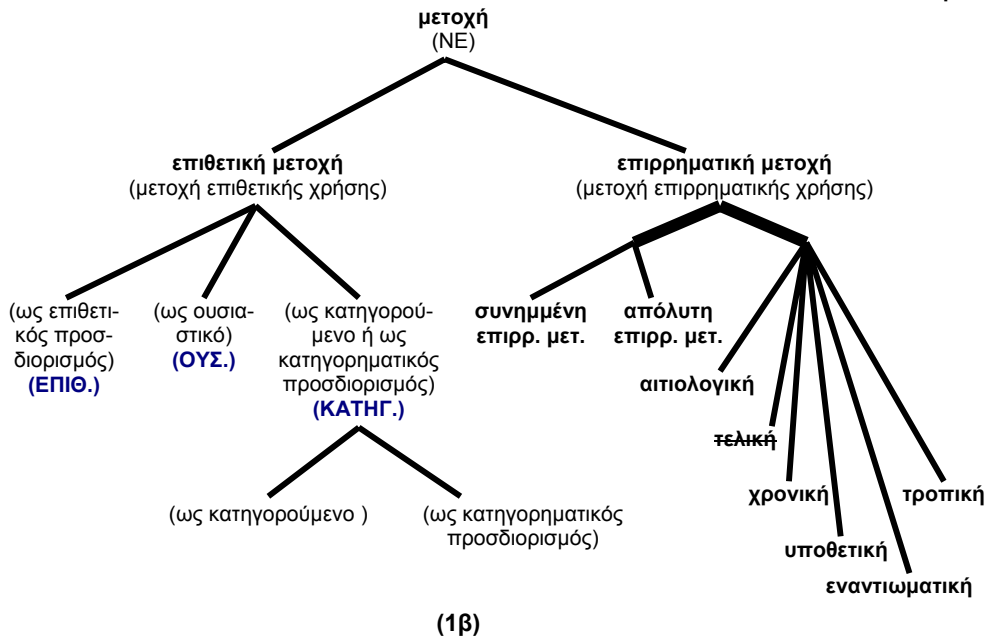 μετοχή
(ΝΕ)
επιθετική μετοχή
(μετοχή επιθετικής χρήσης)
επιρρηματική μετοχή
(μετοχή επιρρηματικής χρήσης)
(ως επιθετι-
κός προσ-
διορισμός)
(ΕΠΙΘ.)
(ως ουσια-
στικό)
(ΟΥΣ.)
(ως κατηγορού-
μενο ή ως
κατηγορηματικός
προσδιορισμός)
(ΚΑΤΗΓ.)
συνημμένη
επιρρ. μετ.
απόλυτη
επιρρ. μετ.
αιτιολογική
τελική
χρονική
τροπική
υποθετική
εναντιωματική
(ως κατηγορούμενο )
(ως κατηγορηματικός
προσδιορισμός)
(1β)